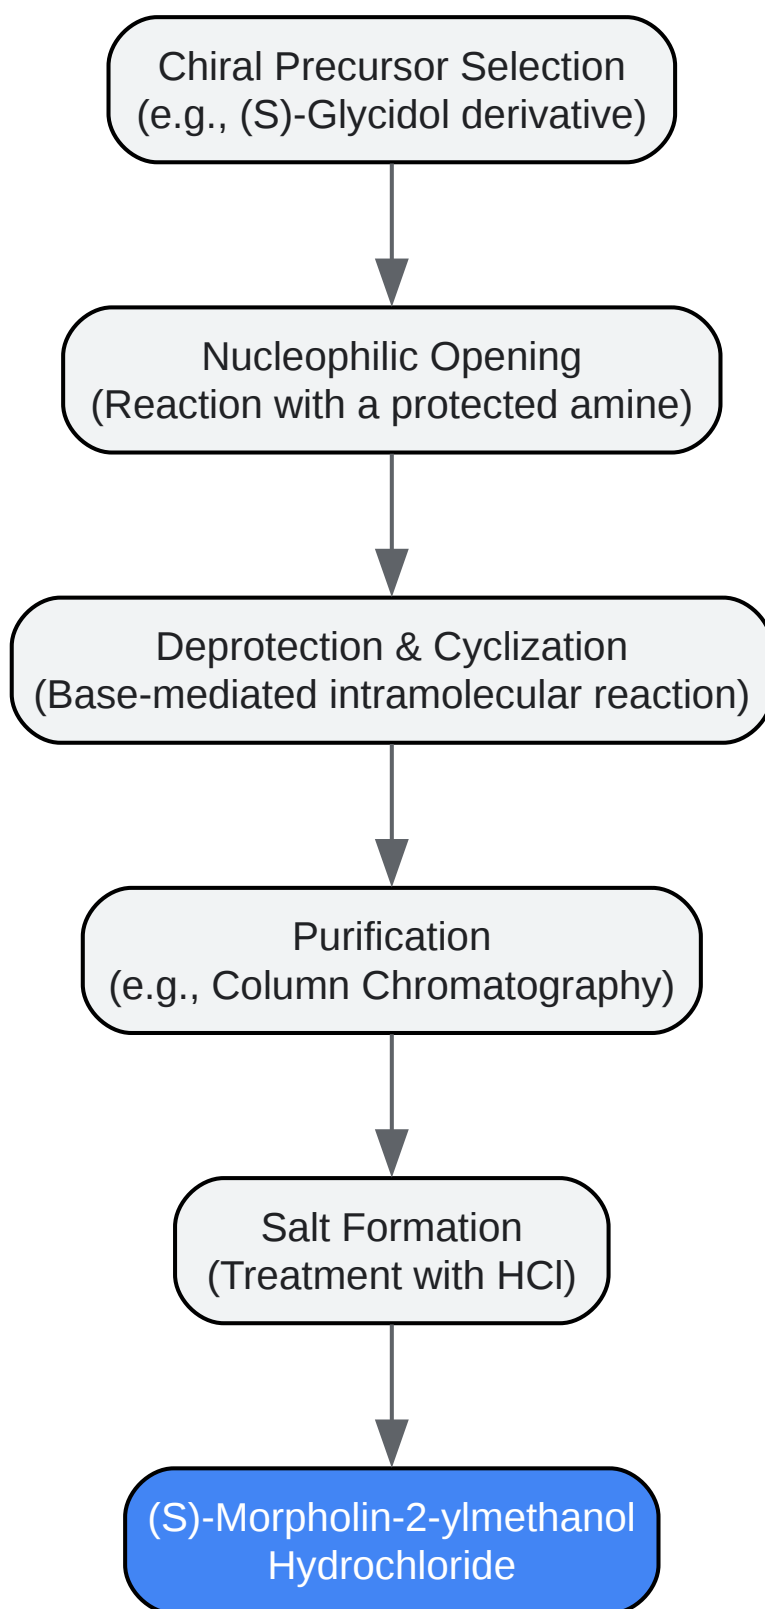 Chiral Precursor Selection
(e.g., (S)-Glycidol derivative)
Nucleophilic Opening
(Reaction with a protected amine)
Deprotection & Cyclization
(Base-mediated intramolecular reaction)
Purification
(e.g., Column Chromatography)
Salt Formation
(Treatment with HCl)
(S)-Morpholin-2-ylmethanol
Hydrochloride